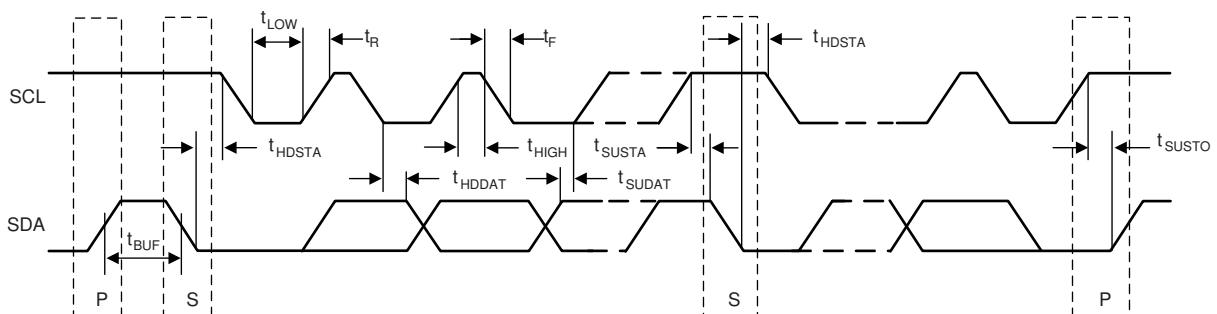 tLOW
tR
tF
tHDSTA
SCL
tHDSTA
tHIGH
tSUSTA
tSUSTO
tHDDAT
tSUDAT
SDA
tBUF
P
S
S
P